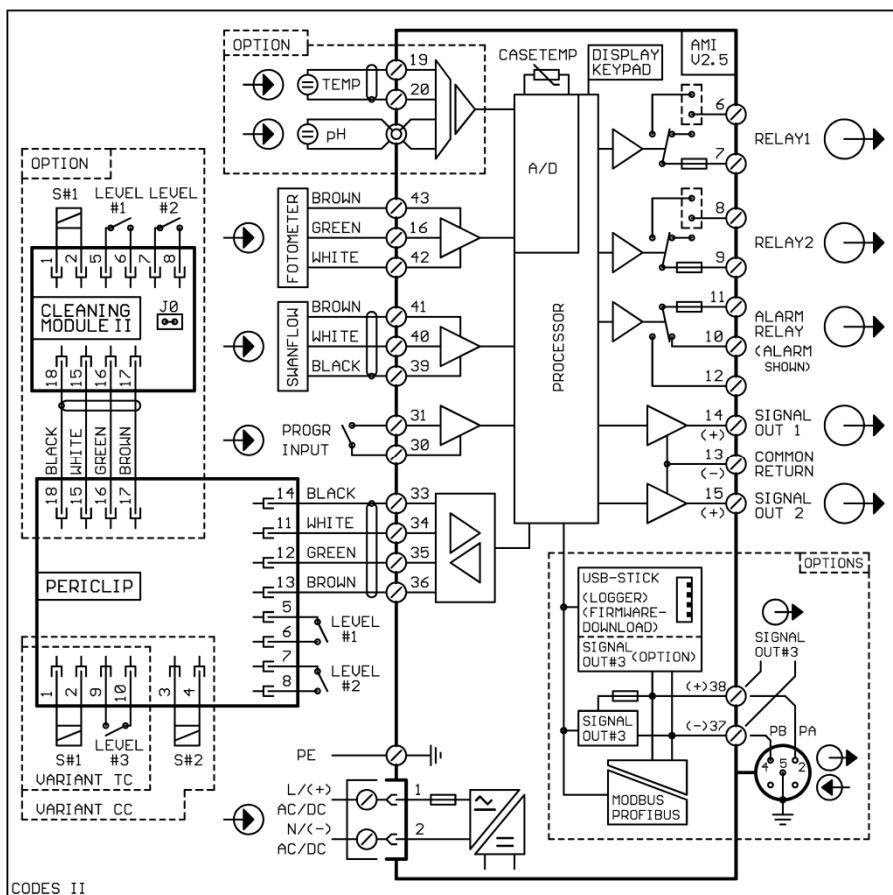 OPTION
19
TEMP
20
pH
CASETEMP
DISPLAY
KEYPAD
AMI
V2.5
A/D
PROCESSOR
6
RELAY1
7
8
RELAY2
9
11
ALARM
RELAY
10
(ALARM
SHOWN)
12
14
(+)
SIGNAL
OUT 1
13
(-)
COMMON
RETURN
15
(+)
SIGNAL
OUT 2
FOTOMETER
BROWN 43
GREEN 16
WHITE 42
SWANFLOW
BROWN 41
WHITE 40
BLACK 39
PROGR
INPUT
31
30
OPTION
S#1
LEVEL
#1
LEVEL
#2
1 2 5 6 7 8
CLEANING
MODULE II
J0
18 15 16 17
BLACK
WHITE
GREEN
BROWN
18 15 16 17
PERICLIP
14 BLACK 33
11 WHITE 34
12 GREEN 35
13 BROWN 36
5
6
LEVEL
#1
7
8
LEVEL
#2
1 2 9 10 3 4
S#1
LEVEL
#3
S#2
VARIANT TC
VARIANT CC
PE
L/(+)
AC/DC
1
N/(-)
AC/DC
2
OPTIONS
USB-STICK
(LOGGER)
(FIRMWARE-
DOWNLOAD)
SIGNAL
OUT#3 (OPTION)
SIGNAL
OUT#3
(+)38
SIGNAL
OUT#3
(-)37
PB PA
4 5 2
MODBUS
PROFIBUS
CODES II